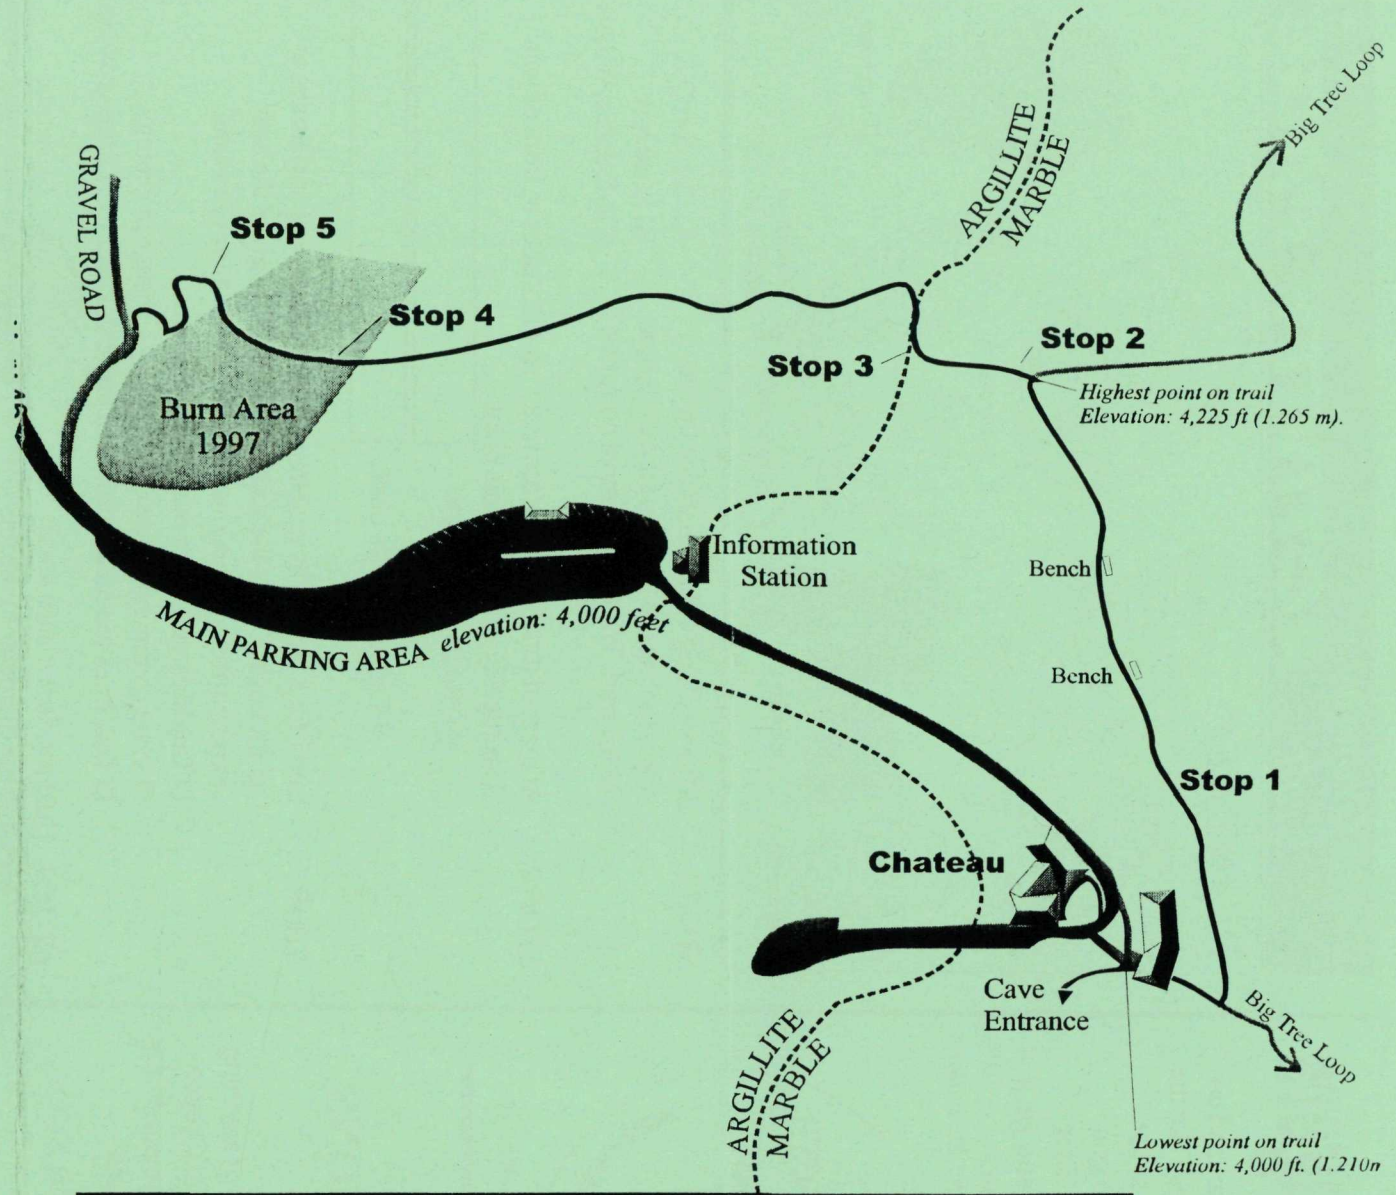 Big Tree Loop
ARGILLITE
MARBLE
GRAVEL ROAD
Stop 5
Stop 4
Stop 2
Stop 3
Highest point on trail
Elevation: 4,225 ft (1.265 m).
Burn Area
1997
Information
Station
Bench
MAIN PARKING AREA elevation: 4,000 feet
Bench
Stop 1
Chateau
Cave
Entrance
Big Tree Loop
ARGILLITE
MARBLE
Lowest point on trail
Elevation: 4,000 ft. (1.210n